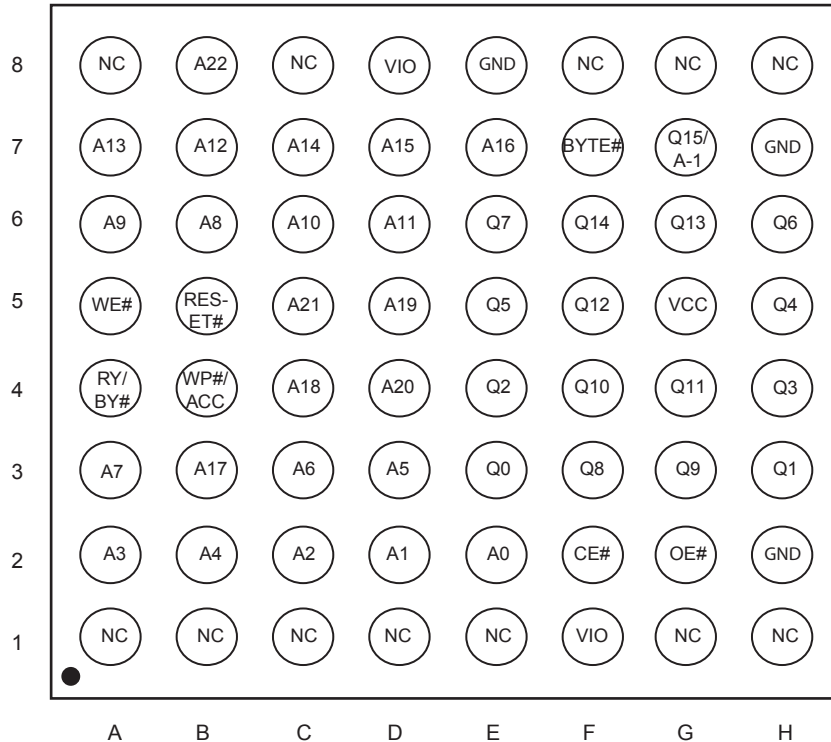 8 NC A22 NC VIO GND NC NC NC
7 A13 A12 A14 A15 A16 BYTE# Q15/ A-1 GND
6 A9 A8 A10 A11 Q7 Q14 Q13 Q6
5 WE# RES- ET# A21 A19 Q5 Q12 VCC Q4
4 RY/ BY# WP#/ ACC A18 A20 Q2 Q10 Q11 Q3
3 A7 A17 A6 A5 Q0 Q8 Q9 Q1
2 A3 A4 A2 A1 A0 CE# OE# GND
1 NC NC NC NC NC VIO NC NC
A B C D E F G H